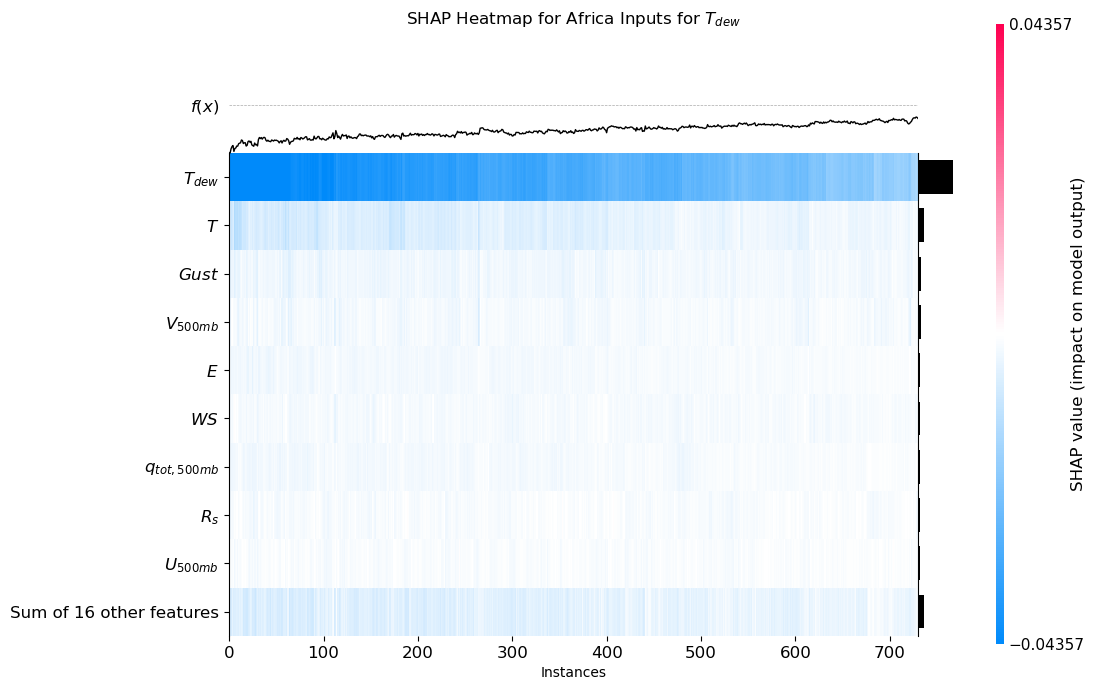 SHAP Heatmap for Africa Inputs for T_dew
0.04357
f(x)
T_dew
T
Gust
V_500mb
E
WS
q_tot,500mb
R_s
U_500mb
Sum of 16 other features
0 100 200 300 400 500 600 700
Instances
−0.04357
SHAP value (impact on model output)